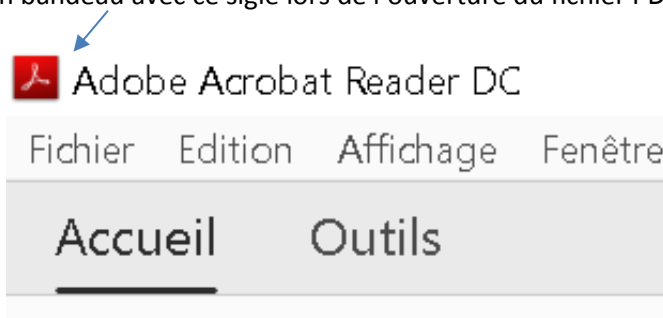 bandeau avec ce sigle lors de l'ouverture du fichier
Adobe Acrobat Reader DC
Fichier Edition Affichage Fenêtre
Accueil Outils